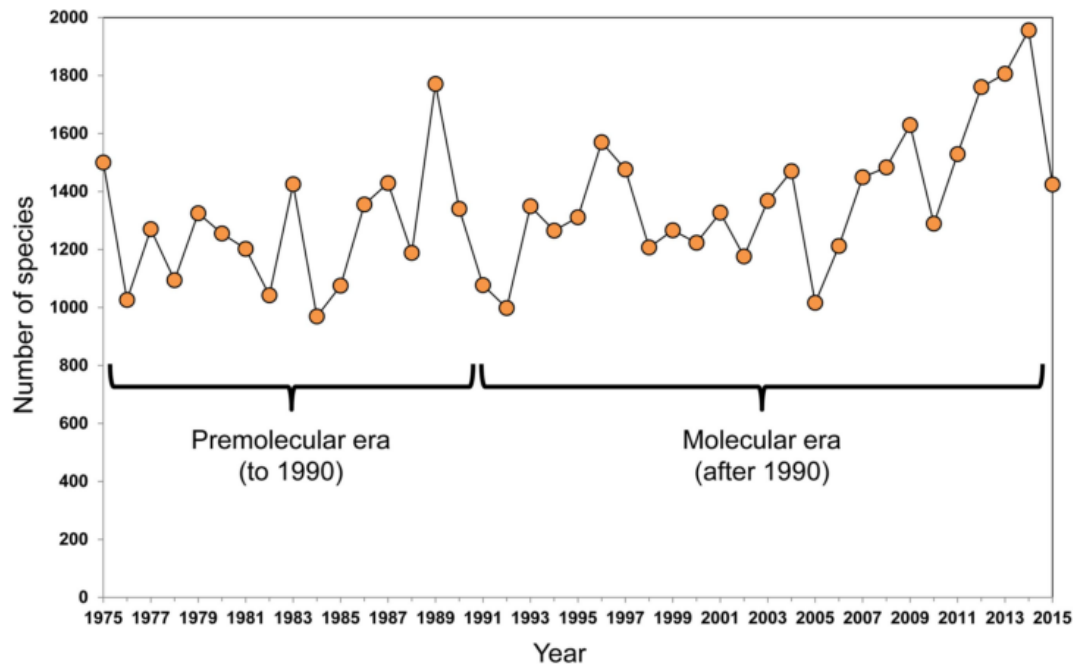 2000
1800
1600
1400
1200
1000
800
600
400
200
0
Number of species
Premolecular era
(to 1990)
Molecular era
(after 1990)
1975 1977 1979 1981 1983 1985 1987 1989 1991 1993 1995 1997 1999 2001 2003 2005 2007 2009 2011 2013 2015
Year